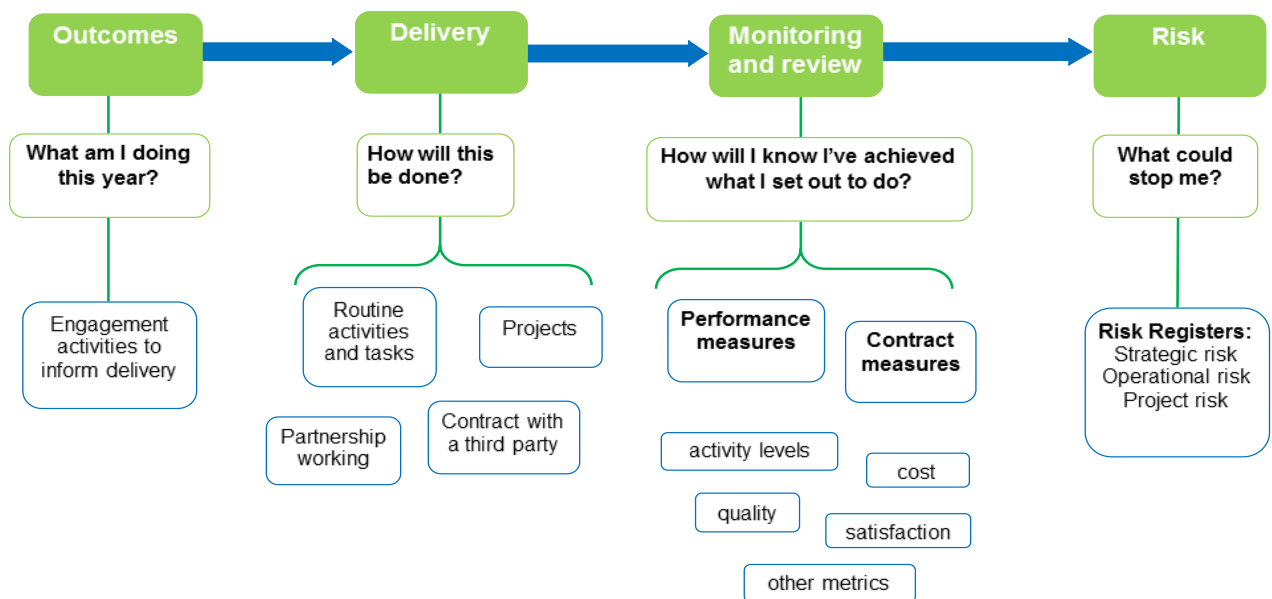 Outcomes
Delivery
Monitoring
and review
Risk
What am I doing
this year?
How will this
be done?
How will I know I've achieved
what I set out to do?
What could
stop me?
Engagement
activities to
inform delivery
Routine
activities
and tasks
Projects
Partnership
working
Contract with
a third party
Performance
measures
Contract
measures
activity levels
cost
quality
satisfaction
other metrics
Risk Registers:
Strategic risk
Operational risk
Project risk